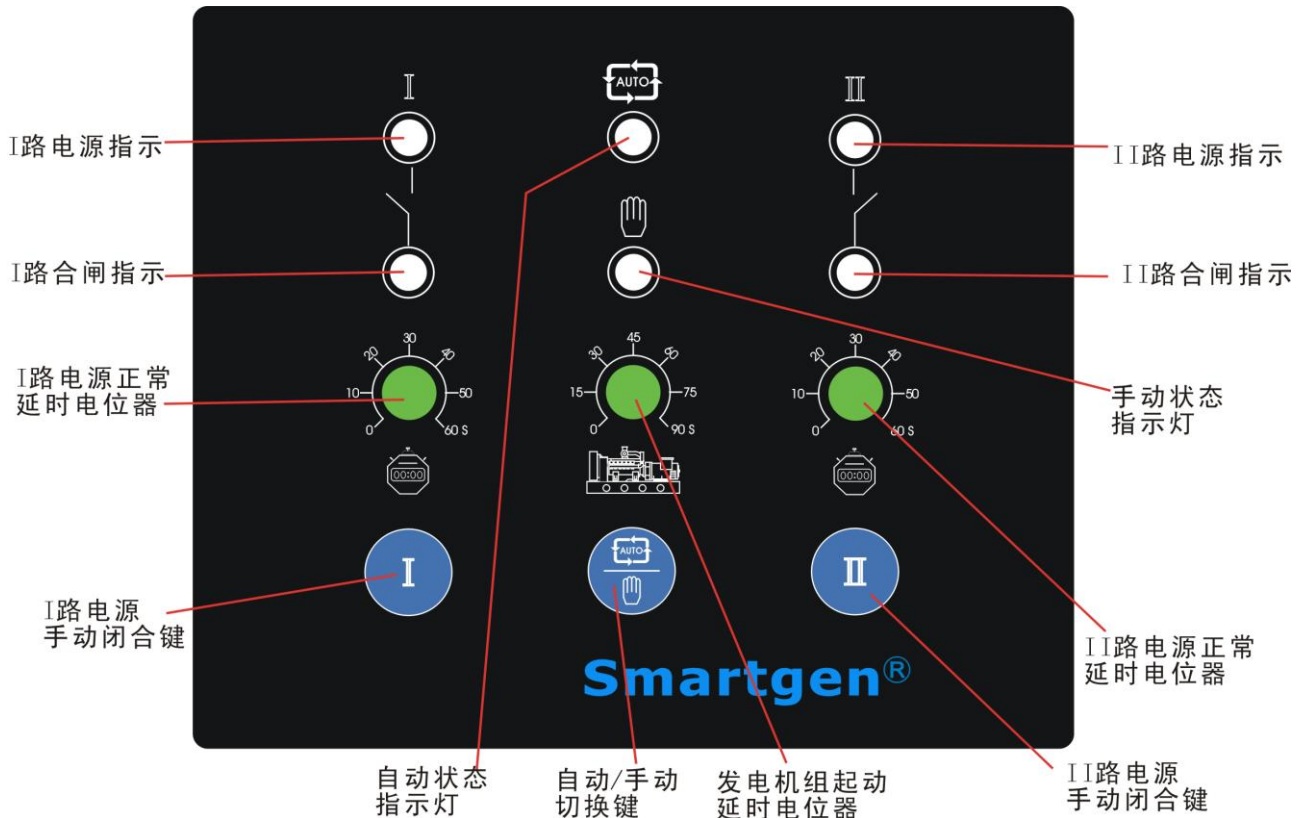 I
AUTO
II
I路电源指示
II路电源指示
I路合闸指示
II路合闸指示
I路电源正常
延时电位器
0 10 20 30 40 50 60 S
0 15 30 45 60 75 90 S
0 10 20 30 40 50 60 S
手动状态
指示灯
00:00
00:00
I
AUTO
II
I路电源
手动闭合键
II路电源正常
延时电位器
Smartgen®
自动状态
指示灯
自动/手动
切换键
发电机组起动
延时电位器
II路电源
手动闭合键